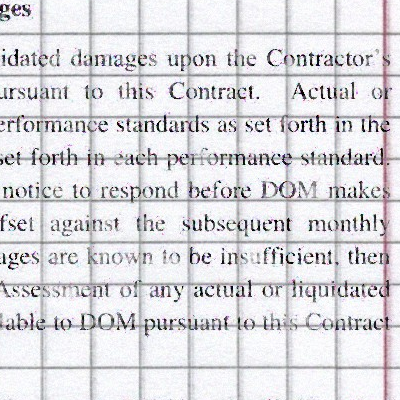 ges
idated damages upon the Contractor's
ursuant to this Contract. Actual or
erformance standards as set forth in the
set forth in each performance standard.
notice to respond before DOM makes
fset against the subsequent monthly
ages are known to be insufficient, then
Assessment of any actual or liquidated
lable to DOM pursuant to this Contract